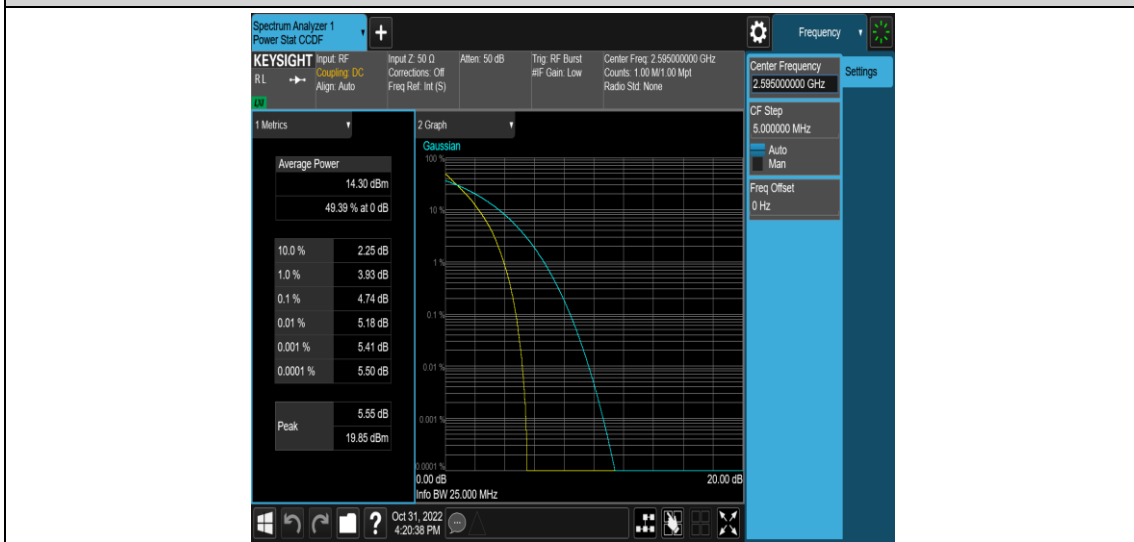 Spectrum Analyzer 1
Power Stat CCDF
+
Frequency
KEYSIGHT
RL
Input: RF
Coupling: DC
Align: Auto
Input Z: 50 Ω
Corrections: Off
Freq Ref: Int (S)
Atten: 50 dB
Trig: RF Burst
#IF Gain: Low
Center Freq: 2.595000000 GHz
Counts: 1.00 M/1.00 Mpt
Radio Std: None
Center Frequency
2.595000000 GHz
Settings
CF Step
5.000000 MHz
Auto
Man
Freq Offset
0 Hz
1 Metrics
Average Power
14.30 dBm
49.39 % at 0 dB
10.0 % 2.25 dB
1.0 % 3.93 dB
0.1 % 4.74 dB
0.01 % 5.18 dB
0.001 % 5.41 dB
0.0001 % 5.50 dB
Peak
5.55 dB
19.85 dBm
2 Graph
Gaussian
100 %
10 %
1 %
0.1 %
0.01 %
0.001 %
0.0001 %
0.00 dB 20.00 dB
Info BW 25.000 MHz
?
Oct 31, 2022
4:20:38 PM